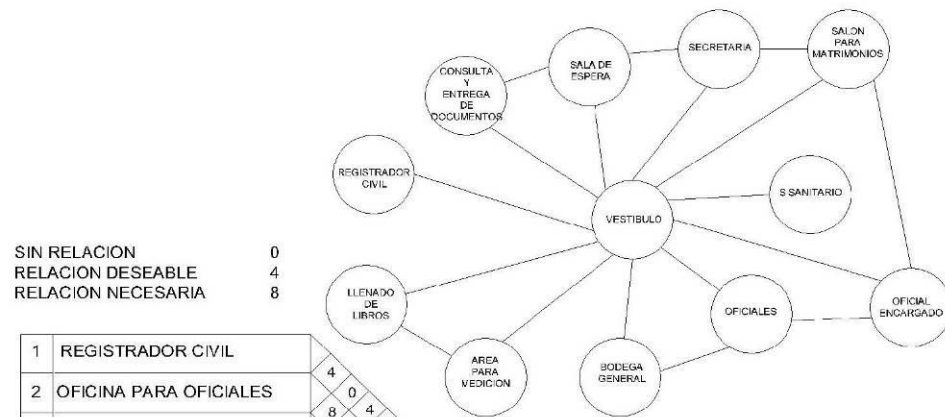 SALON
PARA
MATRIMONIOS
SECRETARIA
SALA DE
ESPERA
CONSULTA
Y
ENTREGA
DE
DOCUMENTOS
REGISTRADOR
CIVIL
S.SANITARIO
VESTIBULO
SIN RELACION 0
RELACION DESEABLE 4
RELACION NECESARIA 8
LLENADO
DE
LIBROS
OFICIALES
OFICIAL
ENCARGADO
AREA
PARA
MEDICION
BODEGA
GENERAL
1 REGISTRADOR CIVIL
4
2 OFICINA PARA OFICIALES 0
8 4